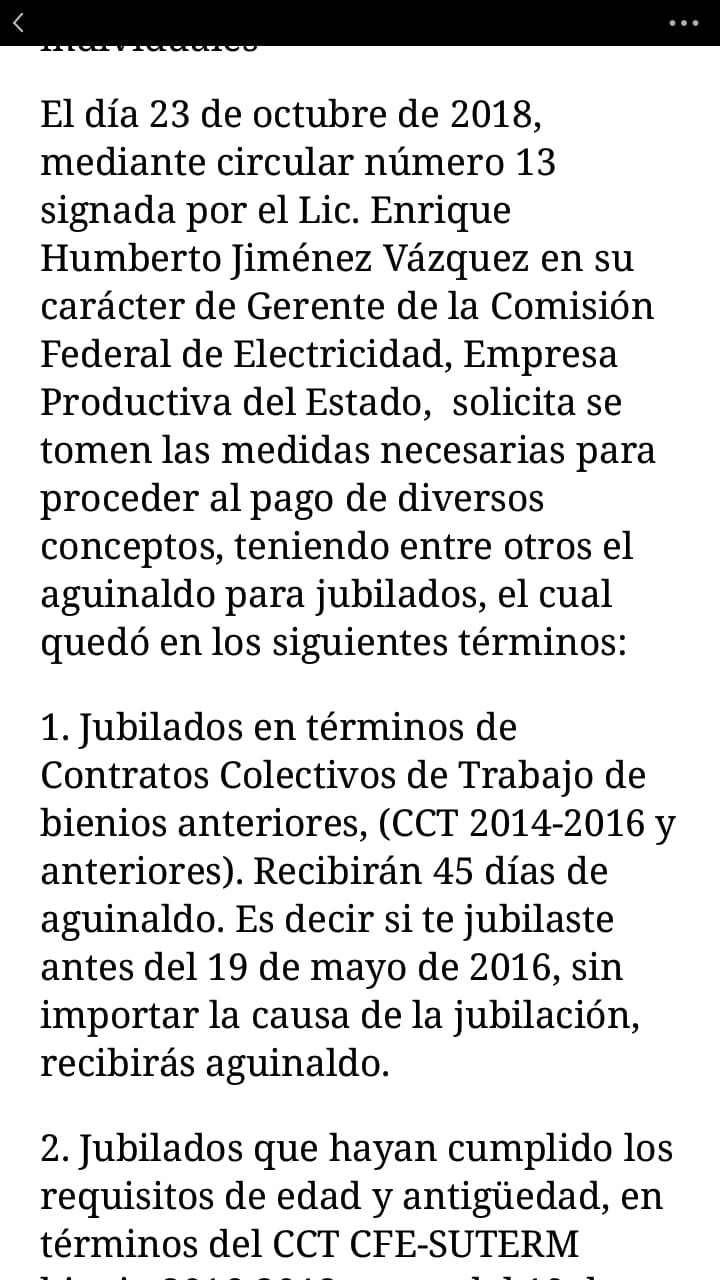 El día 23 de octubre de 2018,
mediante circular número 13
signada por el Lic. Enrique
Humberto Jiménez Vázquez en su
carácter de Gerente de la Comisión
Federal de Electricidad, Empresa
Productiva del Estado,  solicita se
tomen las medidas necesarias para
proceder al pago de diversos
conceptos, teniendo entre otros el
aguinaldo para jubilados, el cual
quedó en los siguientes términos:
1. Jubilados en términos de
Contratos Colectivos de Trabajo de
bienios anteriores, (CCT 2014-2016 y
anteriores). Recibirán 45 días de
aguinaldo. Es decir si te jubilaste
antes del 19 de mayo de 2016, sin
importar la causa de la jubilación,
recibirás aguinaldo.
2. Jubilados que hayan cumplido los
requisitos de edad y antigüedad, en
términos del CCT CFE-SUTERM